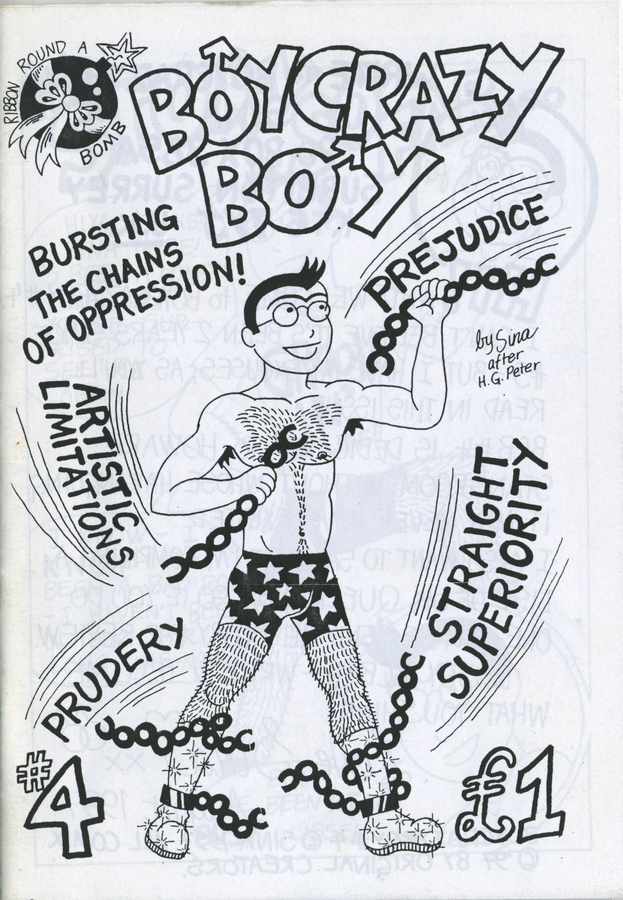 RIBBON ROUND A
BOMB
BOYCRAZY
BOY
BURSTING
THE CHAINS
OF OPPRESSION!
PREJUDICE
by Sina
after
H.G. Peter
ARTISTIC
LIMITATIONS
STRAIGHT
SUPERIORITY
PRUDERY
#4
£1